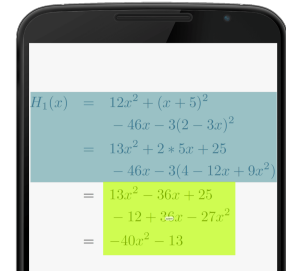 H₁(x) = 12x² + (x + 5)²
− 46x − 3(2 − 3x)²
= 13x² + 2 ∗ 5x + 25
− 46x − 3(4 − 12x + 9x²)
= 13x² − 36x + 25
− 12 + 36x − 27x²
= −40x² − 13